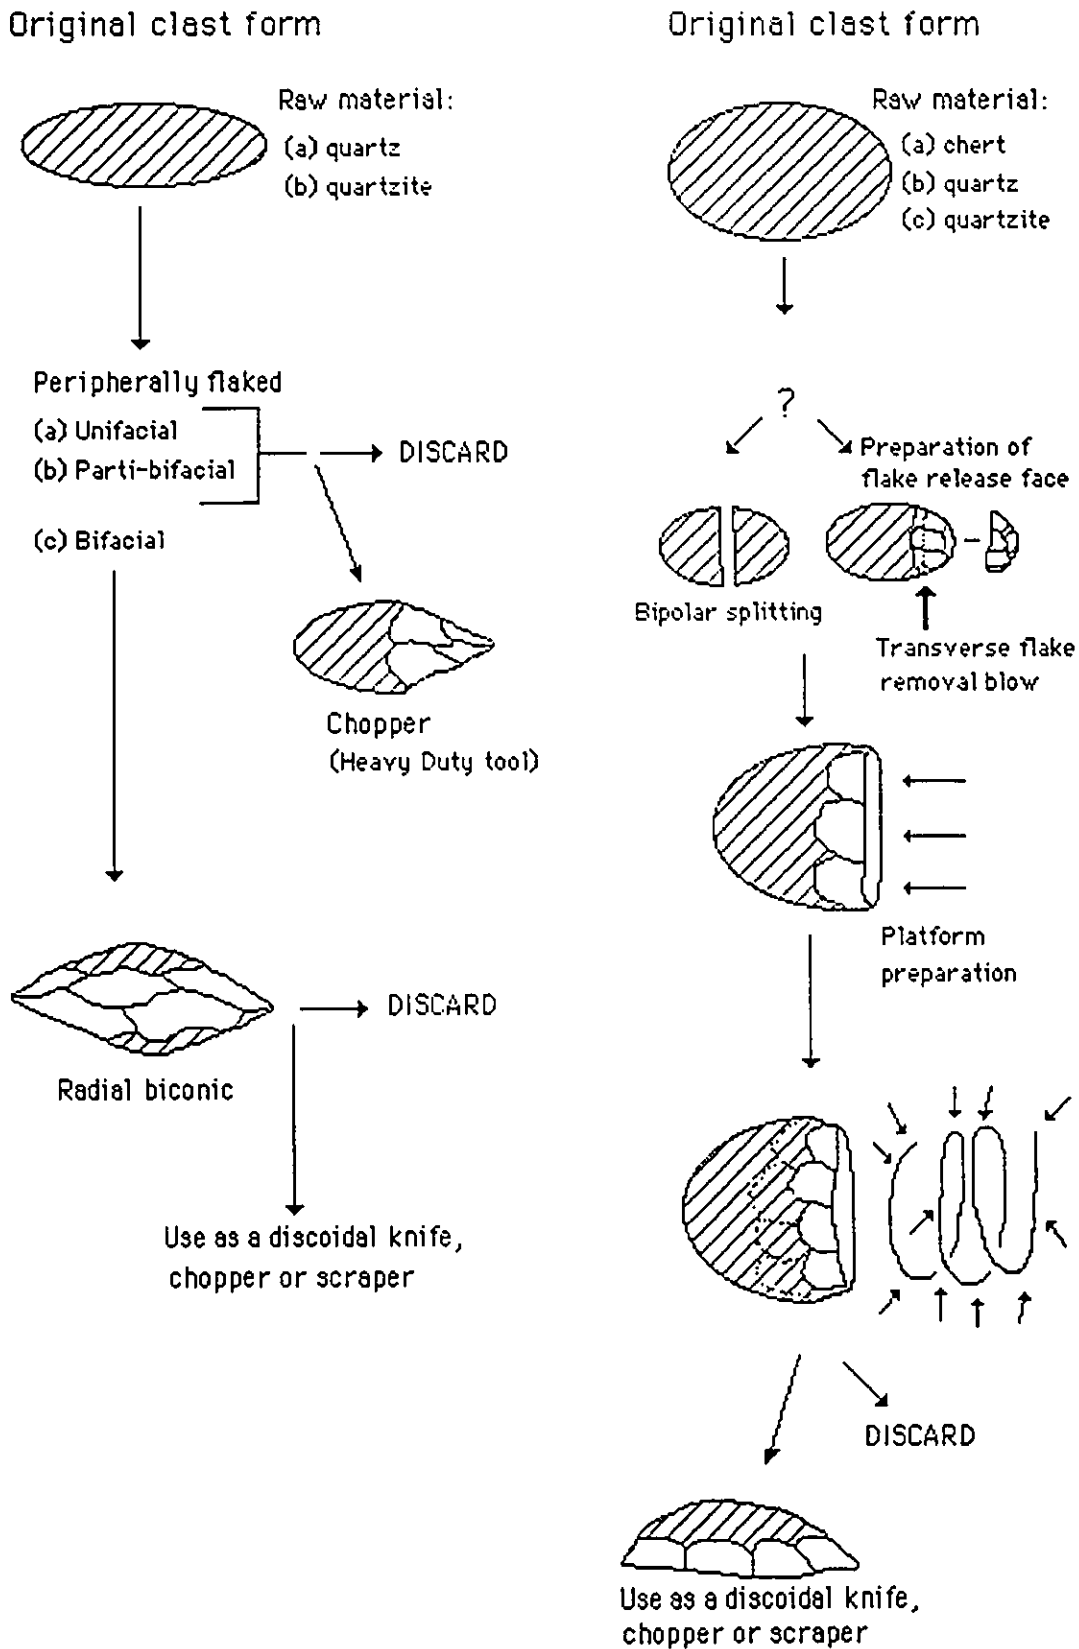 Original clast form
Raw material:
(a) quartz
(b) quartzite
Peripherally flaked
(a) Unifacial
(b) Parti-bifacial
DISCARD
(c) Bifacial
Chopper
(Heavy Duty tool)
Radial biconic
DISCARD
Use as a discoidal knife,
chopper or scraper
Original clast form
Raw material:
(a) chert
(b) quartz
(c) quartzite
?
Preparation of
flake release face
Bipolar splitting
Transverse flake
removal blow
Platform
preparation
DISCARD
Use as a discoidal knife,
chopper or scraper